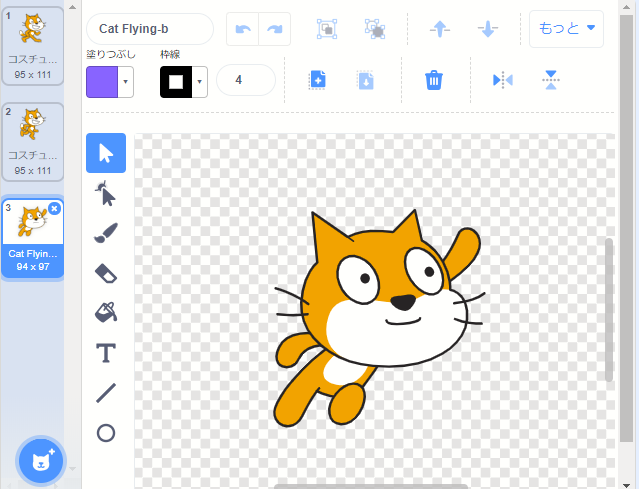 1
コスチュ...
95 x 111
2
コスチュ...
95 x 111
3
Cat Flyin...
94 x 97
Cat Flying-b
もっと
塗りつぶし
枠線
4
T